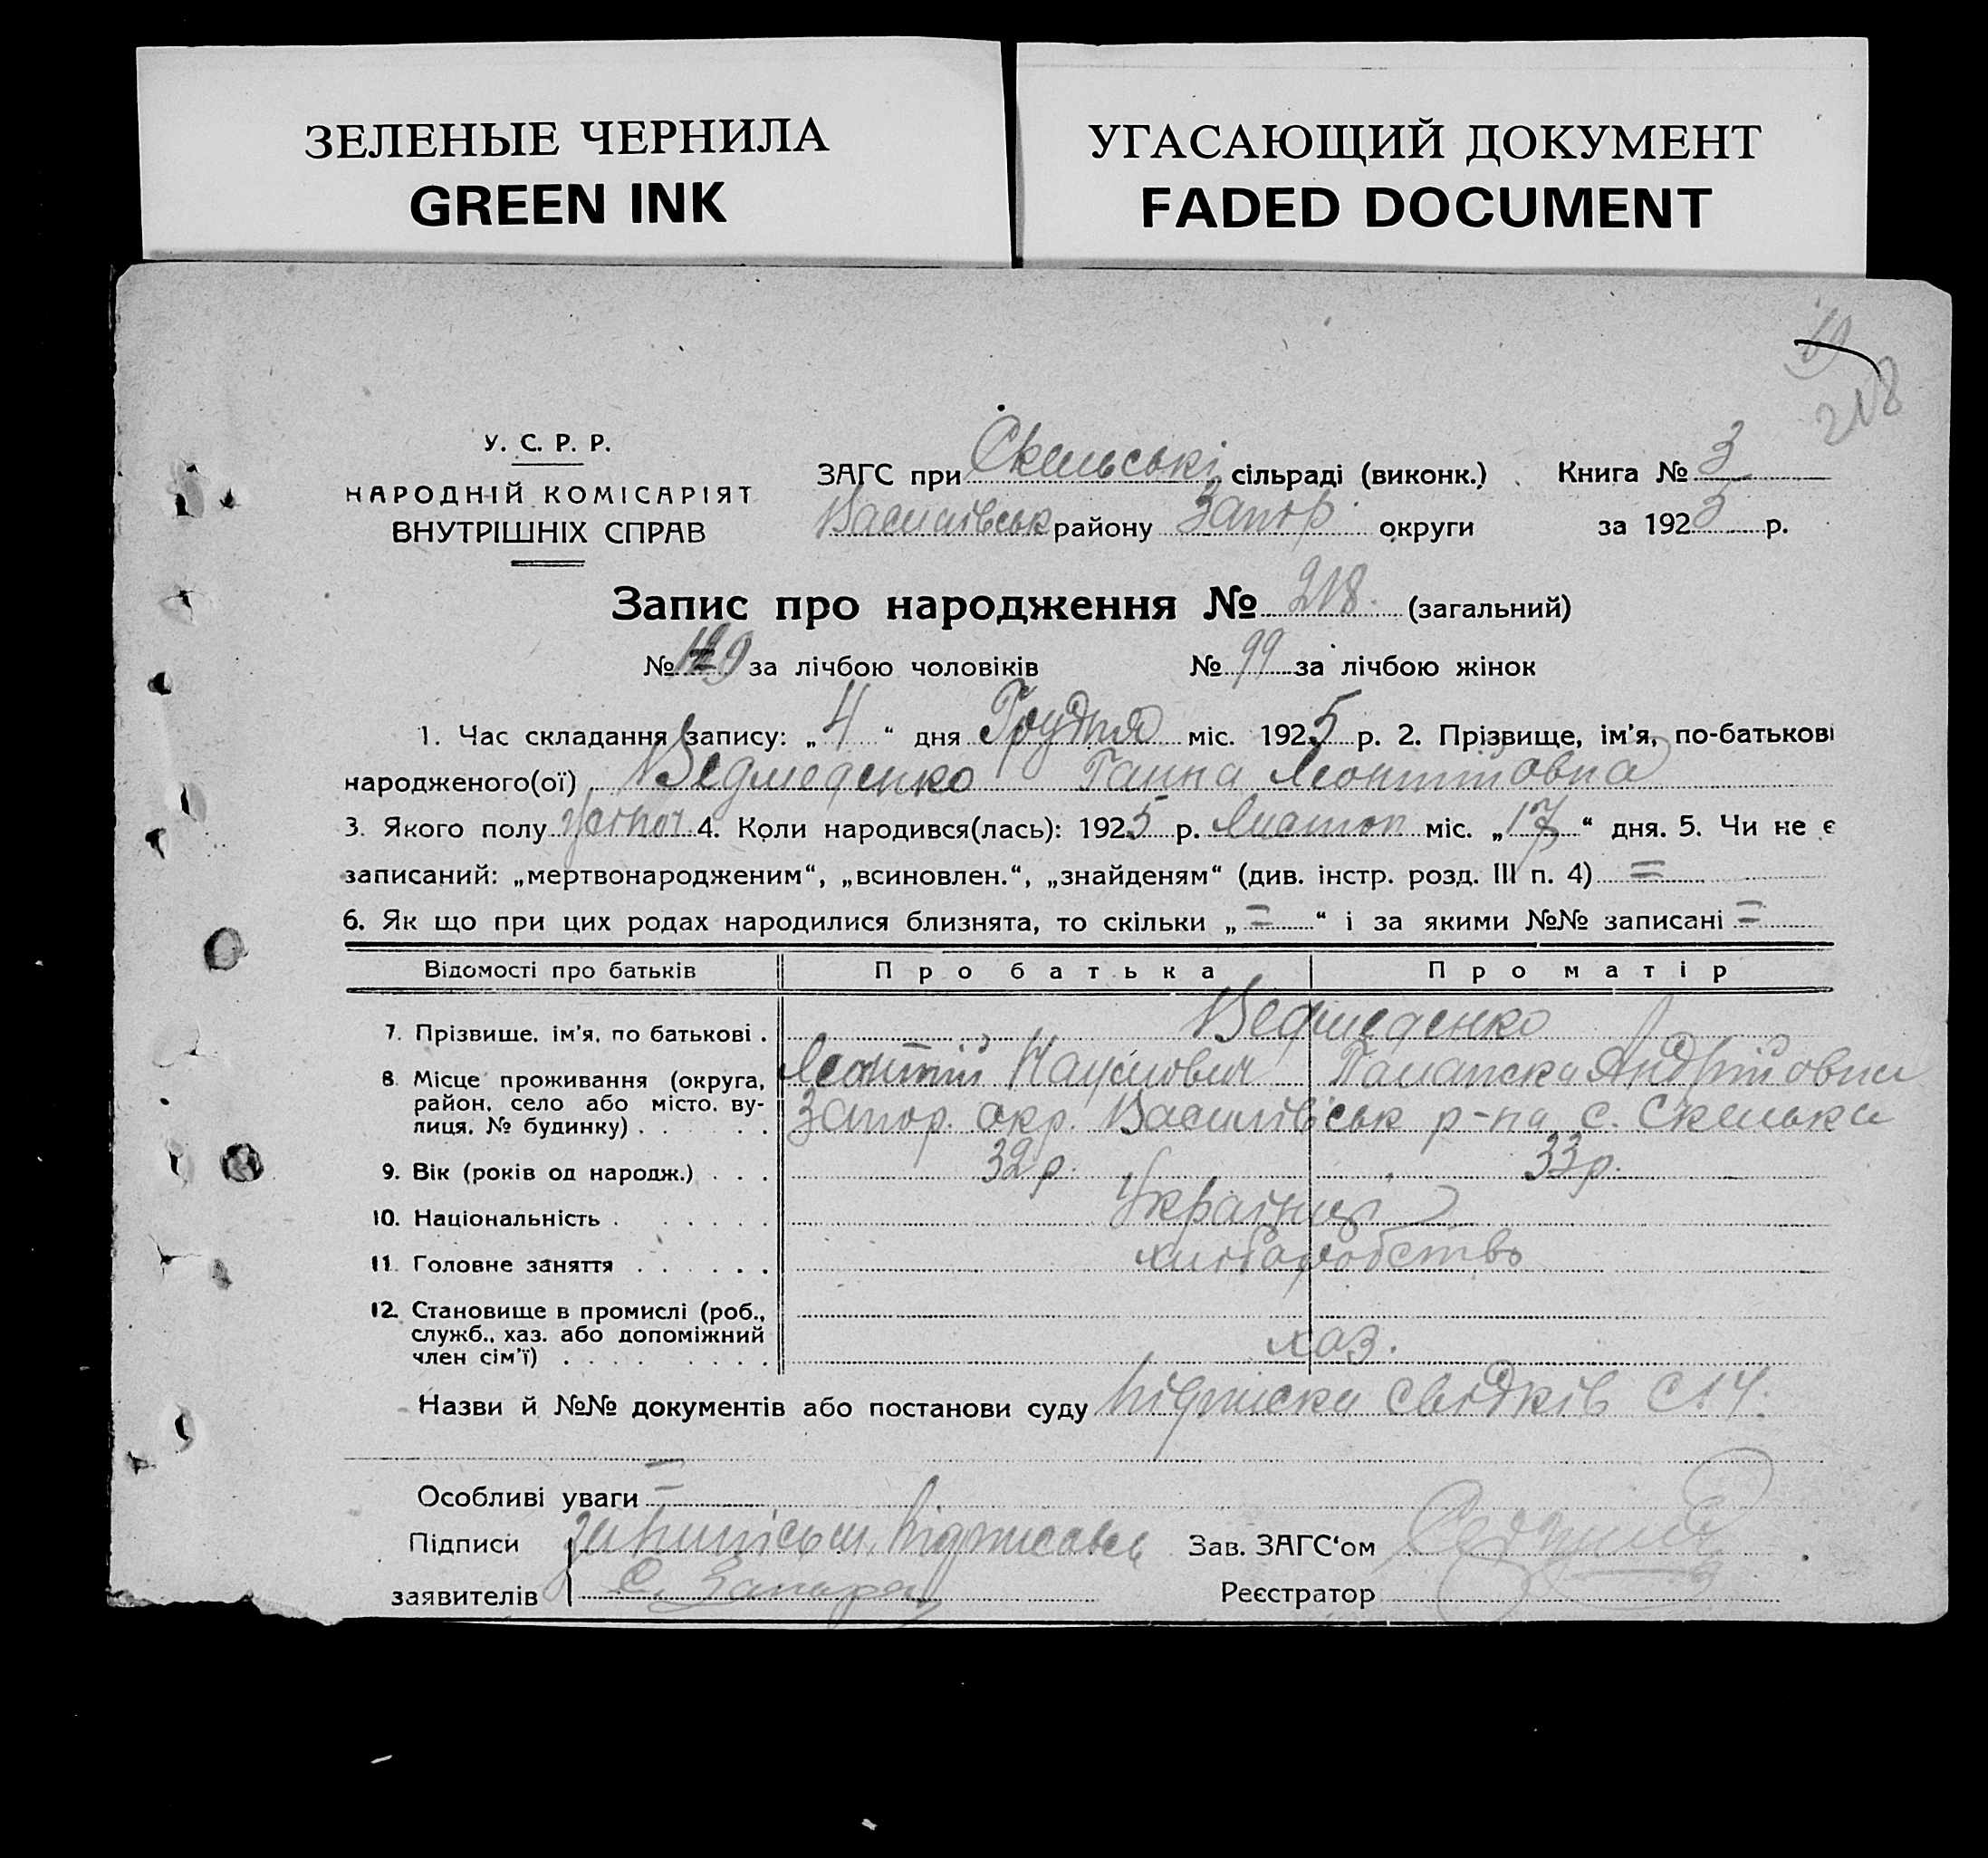 ЗЕЛЕНЫЕ ЧЕРНИЛА
GREEN INK
УГАСАЮЩИЙ ДОКУМЕНТ
FADED DOCUMENT
218
У. С. Р. Р.
НАРОДНІЙ КОМІСАРІЯТ
ВНУТРІШНІХ СПРАВ
ЗАГС при Скельські сільраді (виконк.) Книга № 3
Василівськ району Запор округи за 1925 р.
Запис про народження № 218. (загальний)
№ за лічбою чоловіків № 99 за лічбою жінок
1. Час складання запису: „4“ дня Грудня міс. 1925 р. 2. Прізвище, ім'я, по-батькові
народженого(ої) Ведмеденко Ганна Леонтіовна
3. Якого полу жіноч 4. Коли народився(лась): 1925 р. Листоп міс. „17“ дня. 5. Чи не є
записаний: „мертвонародженим“, „всиновлен.“, „знайденям“ (див. інстр. розд. III п. 4) =
6. Як що при цих родах народилися близнята, то скільки „=“ і за якими №№ записані =
Відомості про батьків Про батька Про матір
7. Прізвище, ім'я, по батькові . Ведмеденко
Леонтій Наумович Андрійовна
8. Місце проживання (округа, район, село або місто, вулиця, № будинку) . . . Запор. окр. Василівськ р-на с. Скельки
9. Вік (років од народж.) . . . 32 р. 33 р.
10. Національність . . . . . . Українці
11. Головне заняття . . . . . . хліборобство
12. Становище в промислі (роб.,
служб., хаз. або допоміжний
член сім'ї) . . . . . . . . . хаз.
Назви й №№ документів або постанови суду підписка свідків
Особливі уваги =
Підписи підписався Зав. ЗАГС'ом
заявителів С. Реєстратор